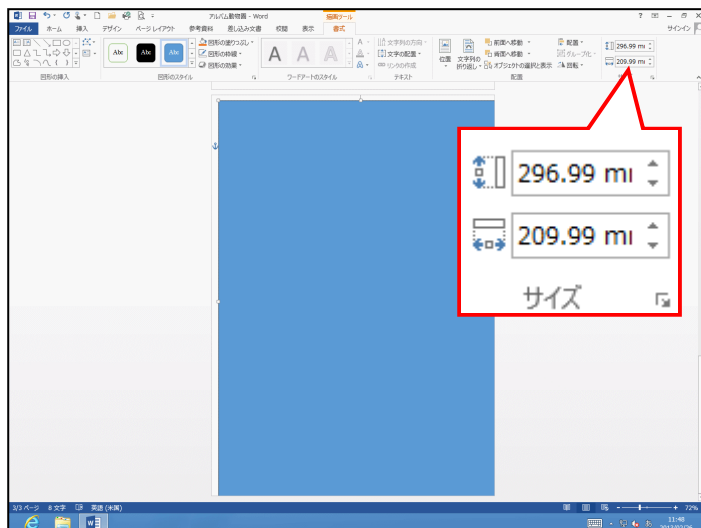 アルバム動物園 - Word
描画ツール
ファイル ホーム 挿入 デザイン ページ レイアウト 参考資料 差し込み文書 校閲 表示 書式 サインイン
Abc Abc Abc
図形の塗りつぶし
図形の枠線
図形の効果
A A A
文字列の方向
文字の配置
リンクの作成
位置
文字列の
折り返し
前面へ移動
背面へ移動
オブジェクトの選択と表示
配置
グループ化
回転
296.99 m
209.99 m
図形の挿入 図形のスタイル ワードアートのスタイル テキスト 配置
296.99 m
209.99 m
サイズ
3/3 ページ 8 文字 英語 (米国) 72%
11:48